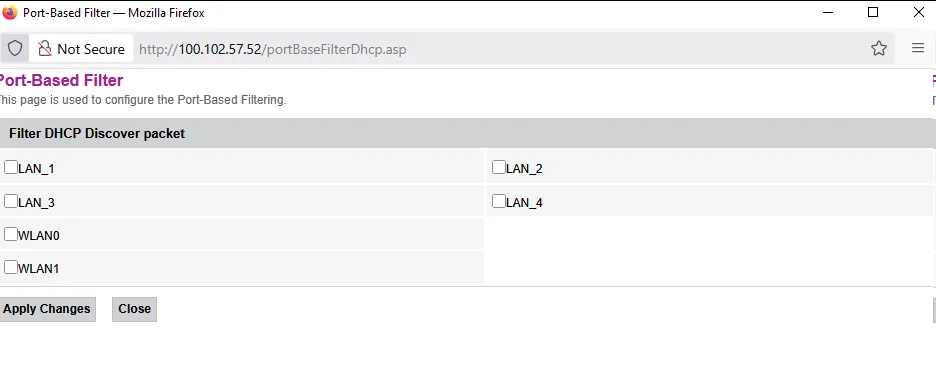 Port-Based Filter — Mozilla Firefox
Not Secure http://100.102.57.52/portBaseFilterDhcp.asp
Port-Based Filter
This page is used to configure the Port-Based Filtering.
Filter DHCP Discover packet
LAN_1 LAN_2
LAN_3 LAN_4
WLAN0
WLAN1
Apply Changes Close